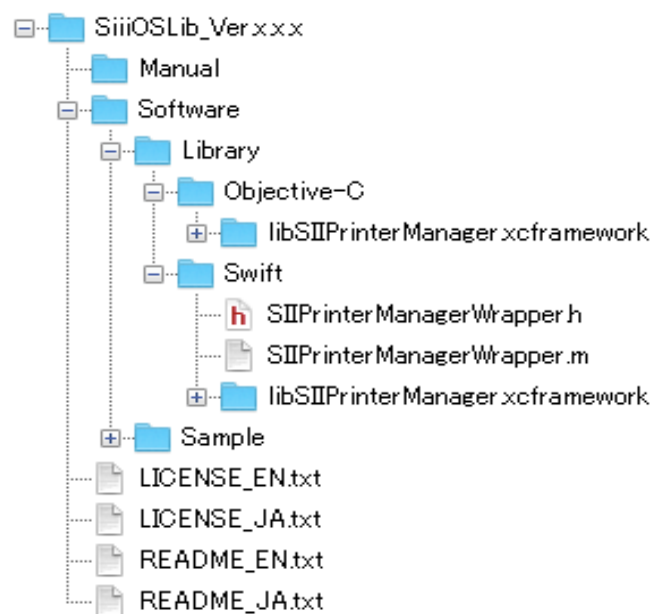 SiiiOSLib_Ver.x.x.x
Manual
Software
Library
Objective-C
libSIIPrinterManager.xcframework
Swift
h SIIPrinterManagerWrapper.h
SIIPrinterManagerWrapper.m
libSIIPrinterManager.xcframework
Sample
LICENSE_EN.txt
LICENSE_JA.txt
README_EN.txt
README_JA.txt